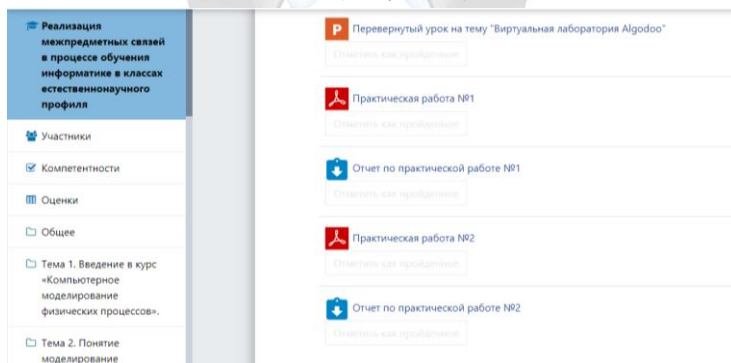 Реализация
межпредметных связей
в процессе обучения
информатике в классах
естественнонаучного
профиля
Участники
Компетентности
Оценки
Общее
Тема 1. Введение в курс
«Компьютерное
моделирование
физических процессов».
Тема 2. Понятие
моделирование
Перевернутый урок на тему "Виртуальная лаборатория Algodoo"
Отметить как пройденное
Практическая работа №1
Отметить как пройденное
Отчет по практической работе №1
Отметить как пройденное
Практическая работа №2
Отметить как пройденное
Отчет по практической работе №2
Отметить как пройденное